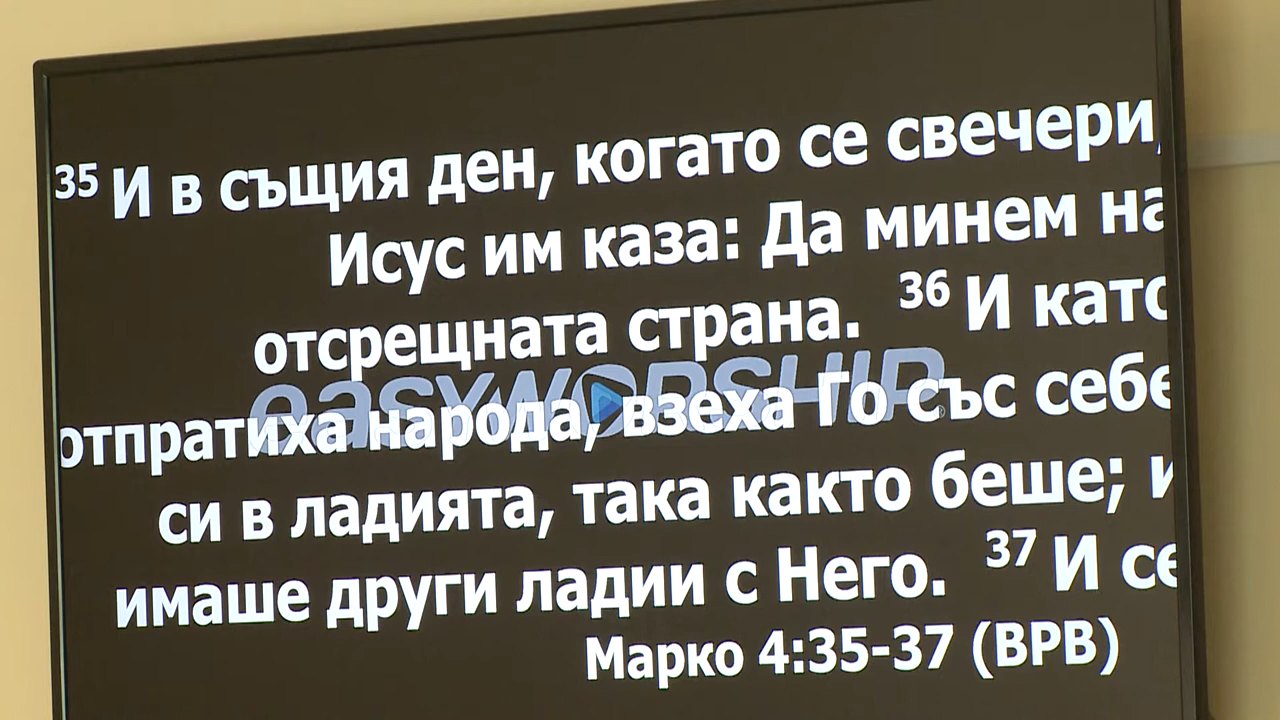 35 И в същия ден, когато се свечери,
Исус им каза: Да минем на
отсрещната страна. 36 И като
отпратиха народа, взеха Го със себе
си в ладията, така както беше; и
имаше други ладии с Него. 37 И се
Марко 4:35-37 (ВРВ)
easyworship